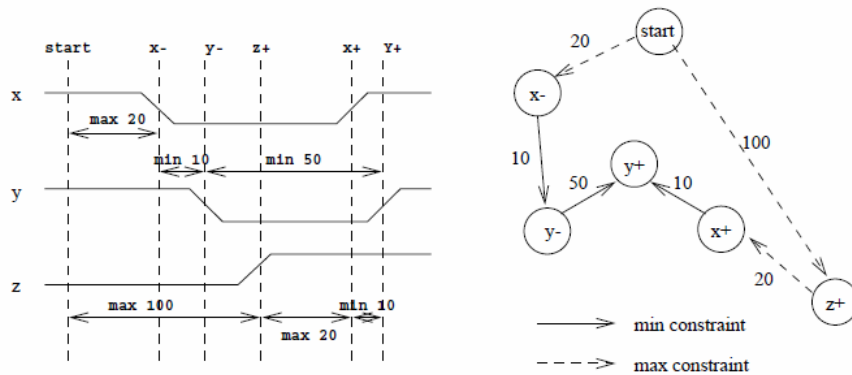 start x- y- z+ x+ Y+
x
max 20
min 10 min 50
y
z
max 100 min 10
max 20
start
20
x-
100
10
y+
50 10
y- x+
20
z+
min constraint
max constraint